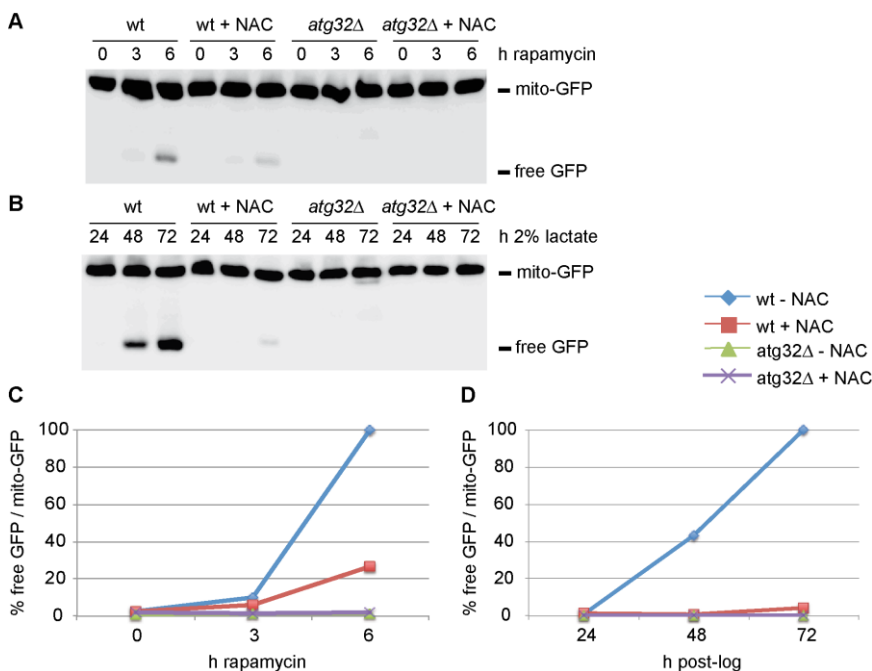 A
wt wt + NAC atg32Δ atg32Δ + NAC
0 3 6 0 3 6 0 3 6 0 3 6 h rapamycin
mito-GFP
free GFP
B
wt wt + NAC atg32Δ atg32Δ + NAC
24 48 72 24 48 72 24 48 72 24 48 72 h 2% lactate
mito-GFP
free GFP
wt - NAC
wt + NAC
atg32Δ - NAC
atg32Δ + NAC
C
% free GFP / mito-GFP
100
80
60
40
20
0
0 3 6
h rapamycin
D
% free GFP / mito-GFP
100
80
60
40
20
0
24 48 72
h post-log